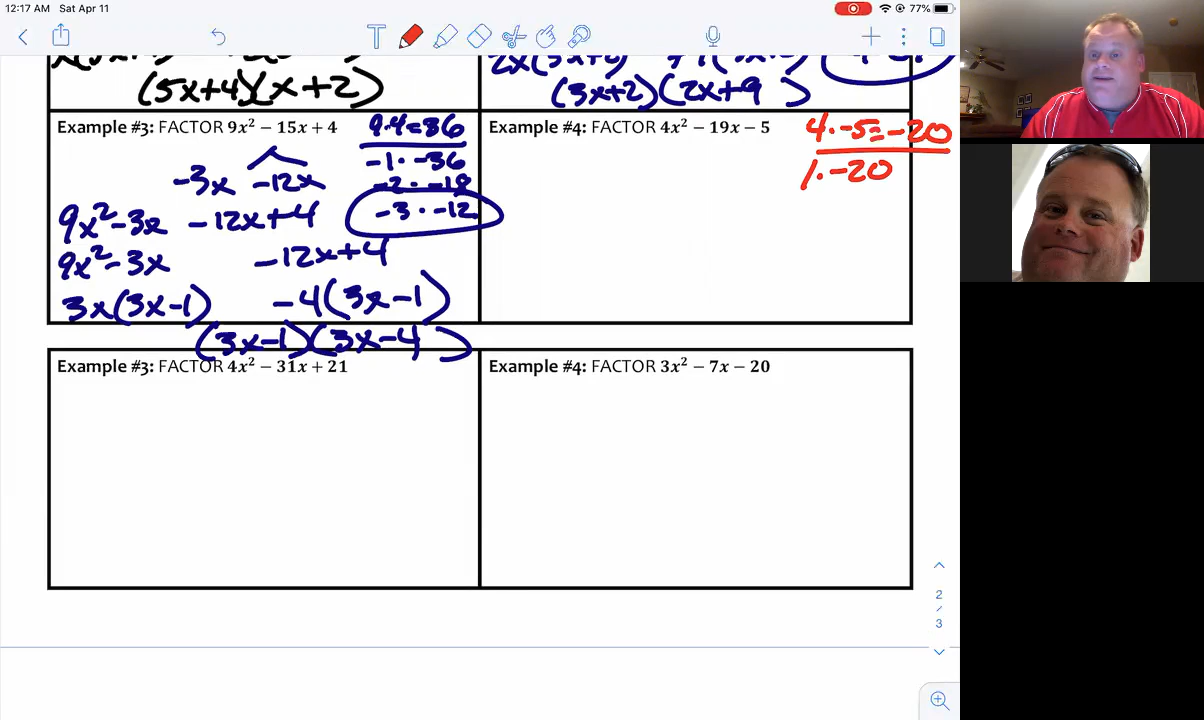 12:17 AM Sat Apr 11
77%
(5x+4)(x+2)
(3x+2)(2x+9)
Example #3: FACTOR 9x² − 15x + 4
9·4=36
-1 · -36
-2 · -18
-3 · -12
-3x -12x
9x²-3x -12x+4
9x²-3x -12x+4
3x(3x-1) -4(3x-1)
(3x-1)(3x-4)
Example #4: FACTOR 4x² − 19x − 5
4·-5=-20
1·-20
Example #3: FACTOR 4x² − 31x + 21
Example #4: FACTOR 3x² − 7x − 20
2
/
3